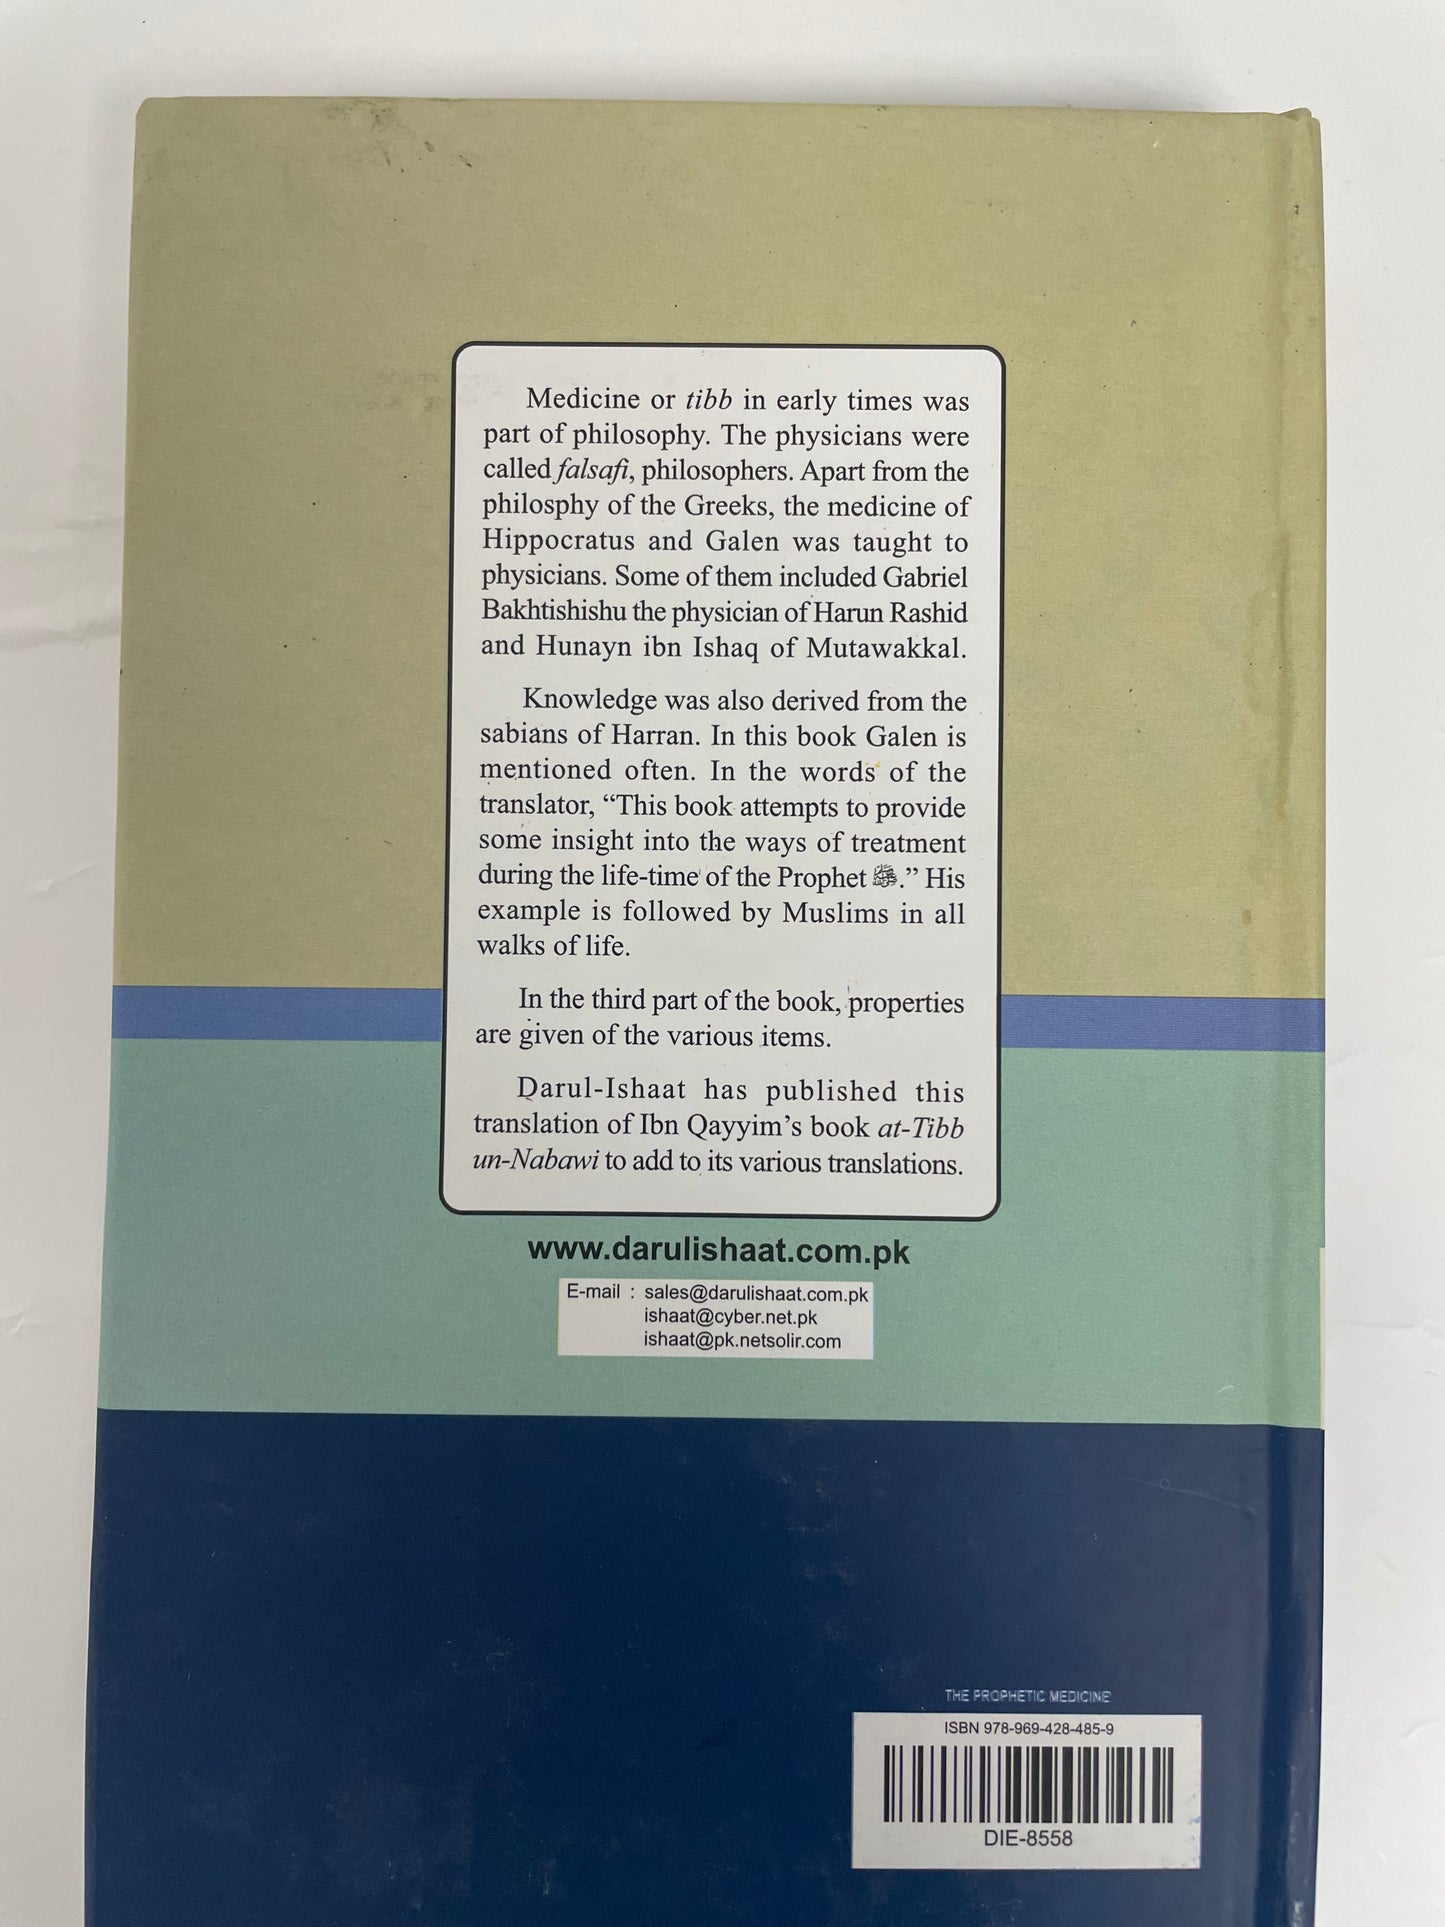 Medicine or tibb in early times was
part of philosophy. The physicians were
called falsafi, philosophers. Apart from the
philosphy of the Greeks, the medicine of
Hippocratus and Galen was taught to
physicians. Some of them included Gabriel
Bakhtishishu the physician of Harun Rashid
and Hunayn ibn Ishaq of Mutawakkal.
Knowledge was also derived from the
sabians of Harran. In this book Galen is
mentioned often. In the words of the
translator, “This book attempts to provide
some insight into the ways of treatment
during the life-time of the Prophet ﷺ.” His
example is followed by Muslims in all
walks of life.
In the third part of the book, properties
are given of the various items.
Darul-Ishaat has published this
translation of Ibn Qayyim’s book at-Tibb
un-Nabawi to add to its various translations.
www.darulishaat.com.pk
E-mail : sales@darulishaat.com.pk
ishaat@cyber.net.pk
ishaat@pk.netsolir.com
THE PROPHETIC MEDICINE
ISBN 978-969-428-485-9
DIE-8558